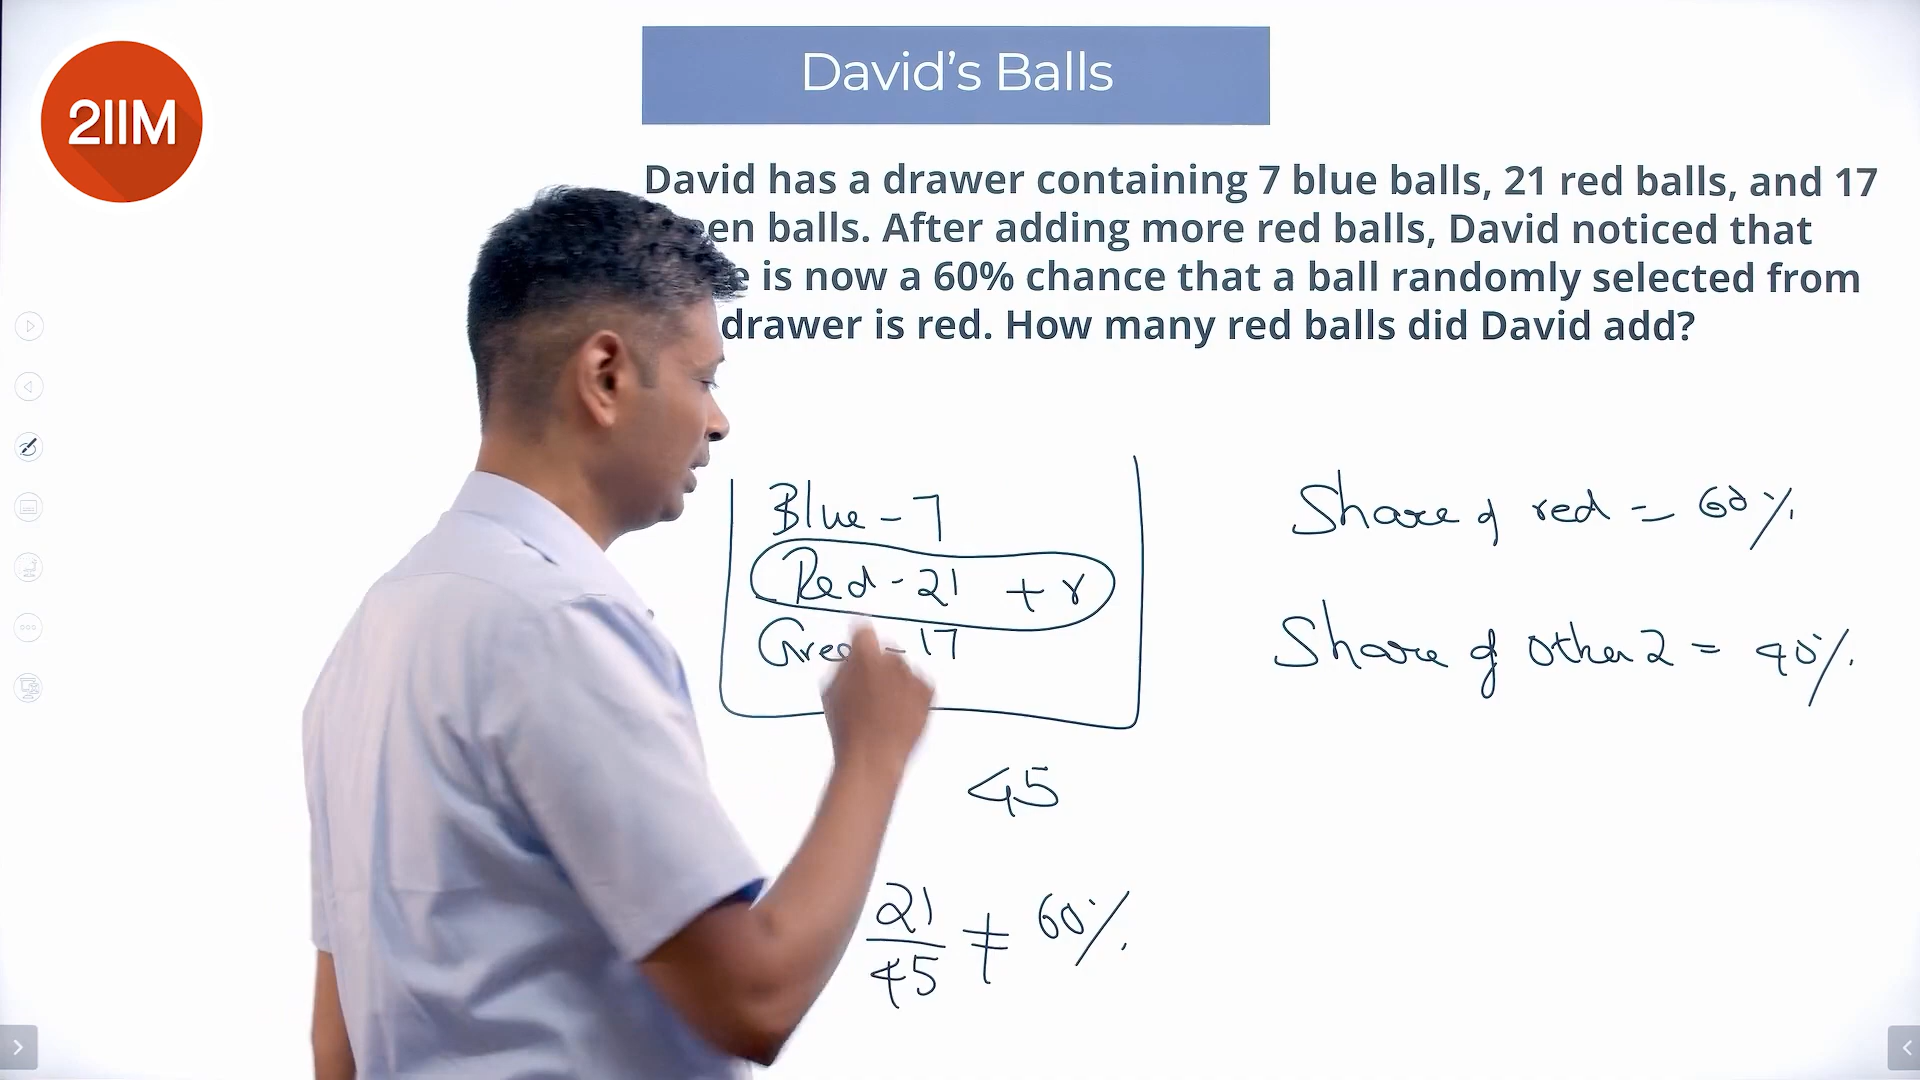 2IIM
David's Balls
David has a drawer containing 7 blue balls, 21 red balls, and 17
balls. After adding more red balls, David noticed that
is now a 60% chance that a ball randomly selected from
drawer is red. How many red balls did David add?
Blue - 7
Red - 21 + r
- 17
45
21/45 ≠ 60%
Share of red = 60%
Share of other 2 = 40%